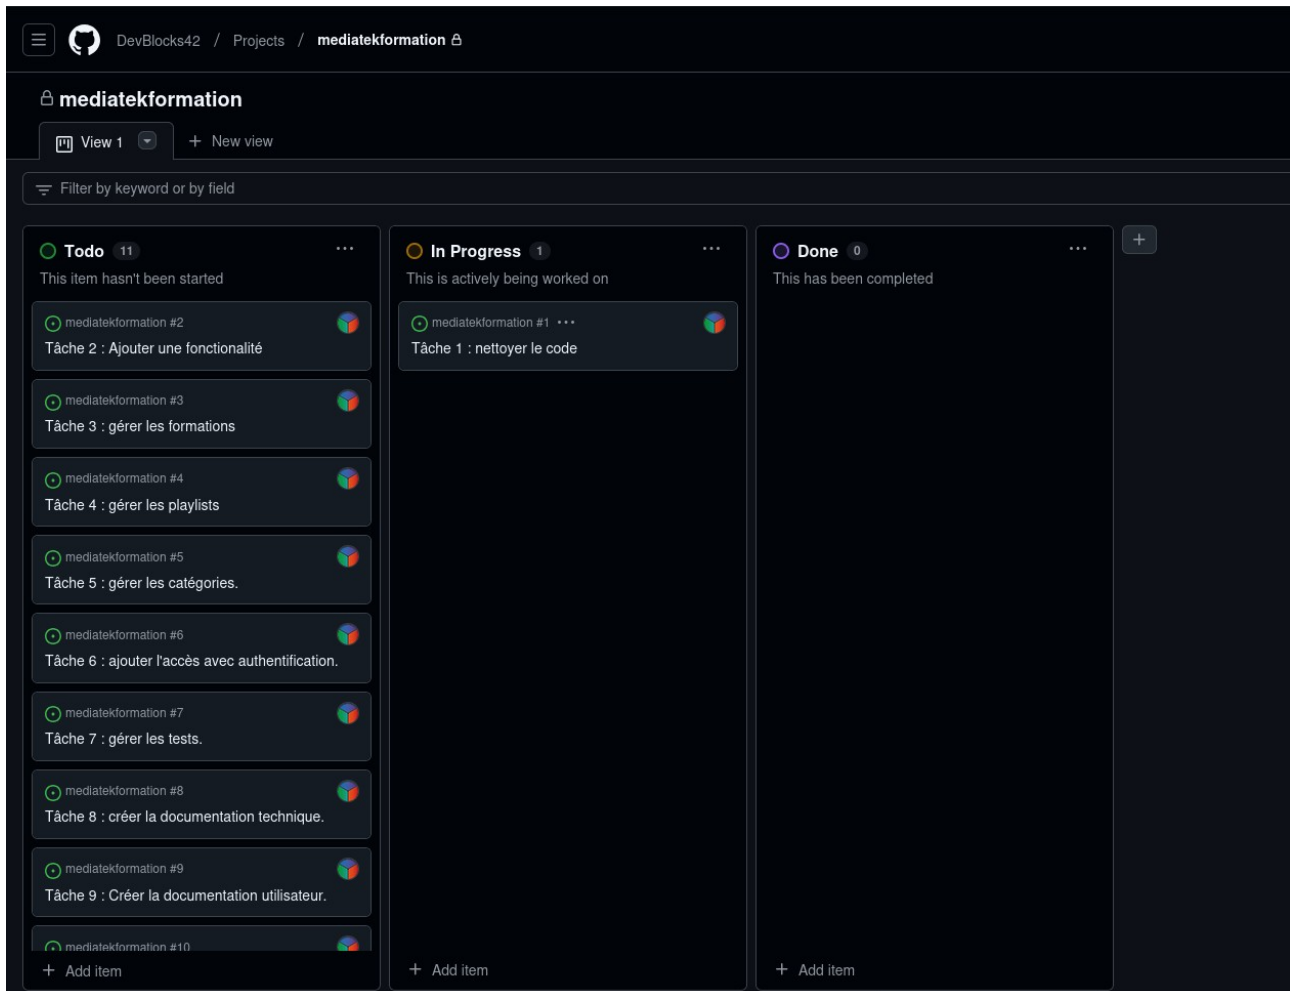 DevBlocks42 / Projects / mediatekformation
mediatekformation
View 1
+ New view
Filter by keyword or by field
Todo 11 ...
This item hasn't been started
mediatekformation #2
Tâche 2 : Ajouter une fonctionalité
mediatekformation #3
Tâche 3 : gérer les formations
mediatekformation #4
Tâche 4 : gérer les playlists
mediatekformation #5
Tâche 5 : gérer les catégories.
mediatekformation #6
Tâche 6 : ajouter l'accès avec authentification.
mediatekformation #7
Tâche 7 : gérer les tests.
mediatekformation #8
Tâche 8 : créer la documentation technique.
mediatekformation #9
Tâche 9 : Créer la documentation utilisateur.
mediatekformation #10
+ Add item
In Progress 1 ...
This is actively being worked on
mediatekformation #1 ...
Tâche 1 : nettoyer le code
+ Add item
Done 0 ...
This has been completed
+ Add item
+